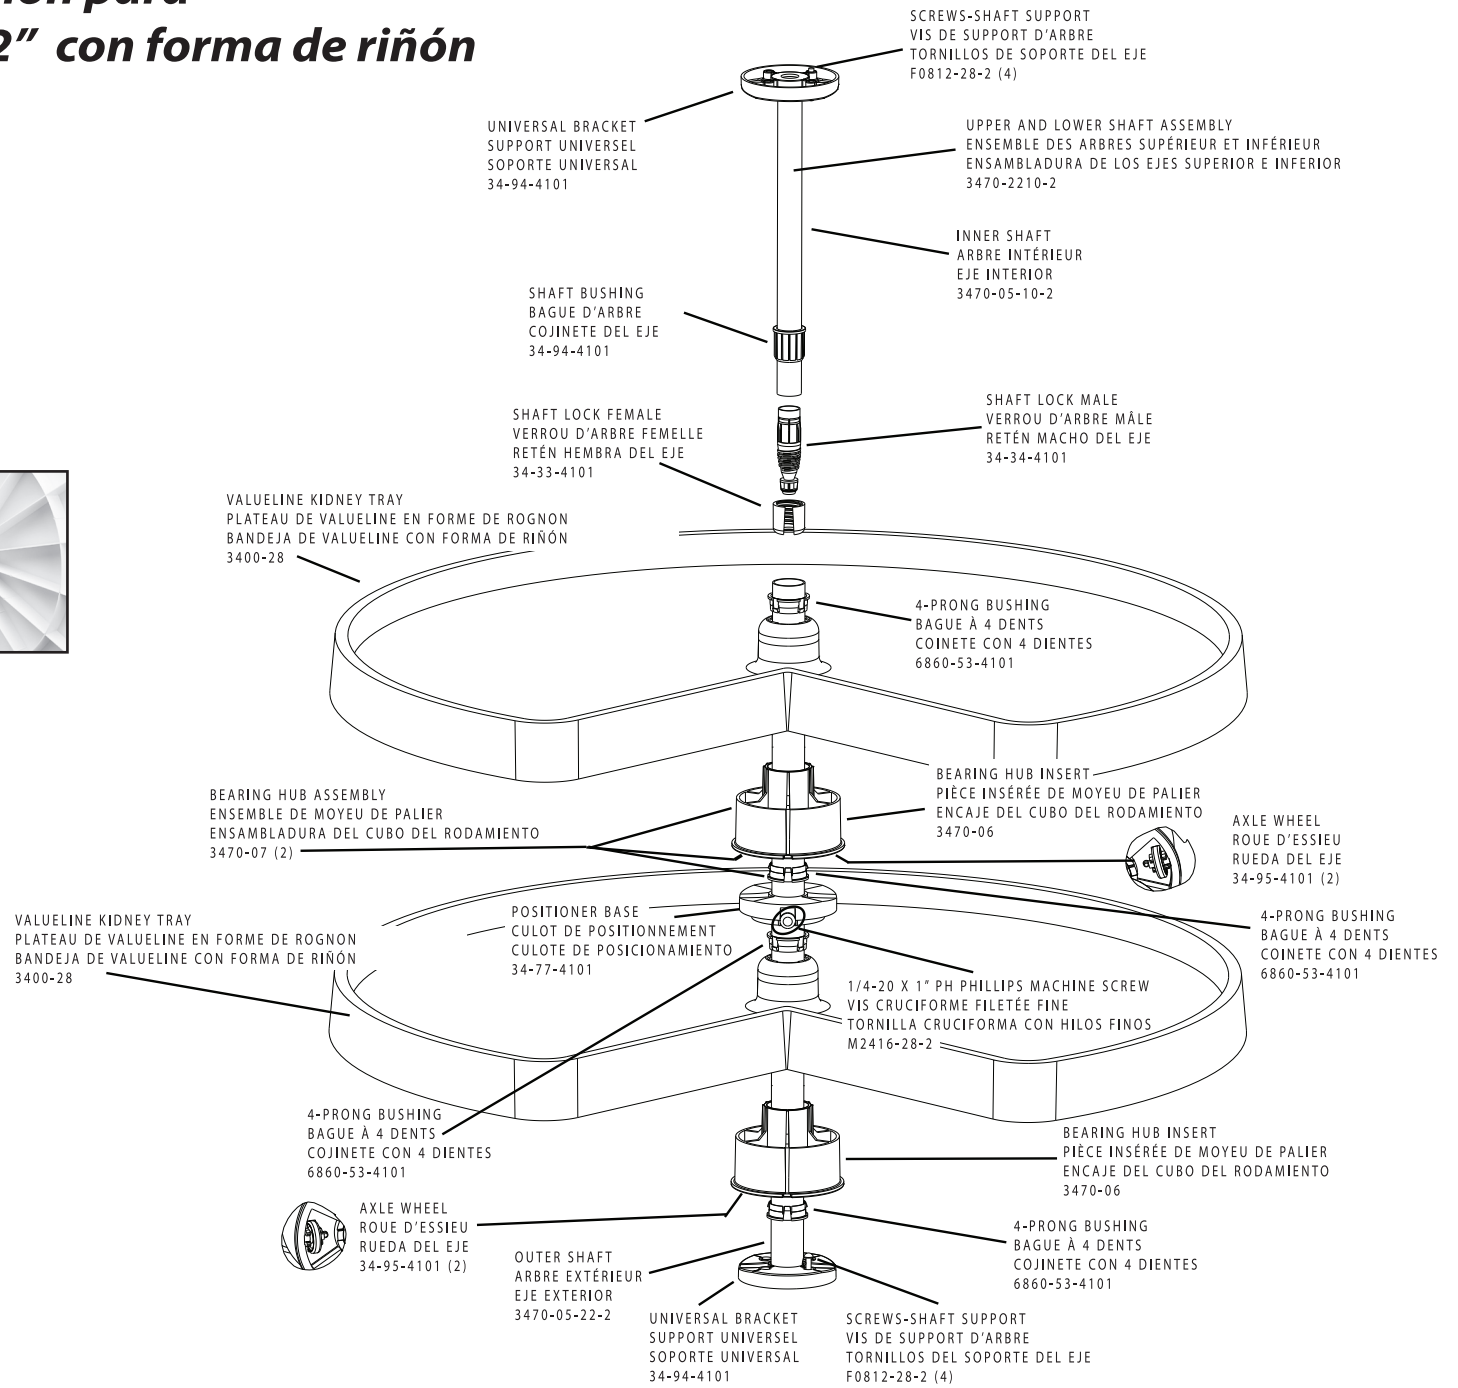 2" con forma de riñón
SCREWS-SHAFT SUPPORT
VIS DE SUPPORT D'ARBRE
TORNILLOS DE SOPORTE DEL EJE
F0812-28-2 (4)
UNIVERSAL BRACKET
SUPPORT UNIVERSEL
SOPORTE UNIVERSAL
34-94-4101
UPPER AND LOWER SHAFT ASSEMBLY
ENSEMBLE DES ARBRES SUPÉRIEUR ET INFÉRIEUR
ENSAMBLADURA DE LOS EJES SUPERIOR E INFERIOR
3470-2210-2
INNER SHAFT
ARBRE INTÉRIEUR
EJE INTERIOR
3470-05-10-2
SHAFT BUSHING
BAGUE D'ARBRE
COJINETE DEL EJE
34-94-4101
SHAFT LOCK MALE
VERROU D'ARBRE MÂLE
RETÉN MACHO DEL EJE
34-34-4101
SHAFT LOCK FEMALE
VERROU D'ARBRE FEMELLE
RETÉN HEMBRA DEL EJE
34-33-4101
VALUELINE KIDNEY TRAY
PLATEAU DE VALUELINE EN FORME DE ROGNON
BANDEJA DE VALUELINE CON FORMA DE RIÑÓN
3400-28
4-PRONG BUSHING
BAGUE À 4 DENTS
COINETE CON 4 DIENTES
6860-53-4101
BEARING HUB INSERT
PIÈCE INSÉRÉE DE MOYEU DE PALIER
ENCAJE DEL CUBO DEL RODAMIENTO
3470-06
BEARING HUB ASSEMBLY
ENSEMBLE DE MOYEU DE PALIER
ENSAMBLADURA DEL CUBO DEL RODAMIENTO
3470-07 (2)
AXLE WHEEL
ROUE D'ESSIEU
RUEDA DEL EJE
34-95-4101 (2)
POSITIONER BASE
CULOT DE POSITIONNEMENT
CULOTE DE POSICIONAMIENTO
34-77-4101
4-PRONG BUSHING
BAGUE À 4 DENTS
COINETE CON 4 DIENTES
6860-53-4101
VALUELINE KIDNEY TRAY
PLATEAU DE VALUELINE EN FORME DE ROGNON
BANDEJA DE VALUELINE CON FORMA DE RIÑÓN
3400-28
1/4-20 X 1" PH PHILLIPS MACHINE SCREW
VIS CRUCIFORME FILETÉE FINE
TORNILLA CRUCIFORMA CON HILOS FINOS
M2416-28-2
4-PRONG BUSHING
BAGUE À 4 DENTS
COJINETE CON 4 DIENTES
6860-53-4101
BEARING HUB INSERT
PIÈCE INSÉRÉE DE MOYEU DE PALIER
ENCAJE DEL CUBO DEL RODAMIENTO
3470-06
AXLE WHEEL
ROUE D'ESSIEU
RUEDA DEL EJE
34-95-4101 (2)
4-PRONG BUSHING
BAGUE À 4 DENTS
COJINETE CON 4 DIENTES
6860-53-4101
OUTER SHAFT
ARBRE EXTÉRIEUR
EJE EXTERIOR
3470-05-22-2
UNIVERSAL BRACKET
SUPPORT UNIVERSEL
SOPORTE UNIVERSAL
34-94-4101
SCREWS-SHAFT SUPPORT
VIS DE SUPPORT D'ARBRE
TORNILLOS DEL SOPORTE DEL EJE
F0812-28-2 (4)